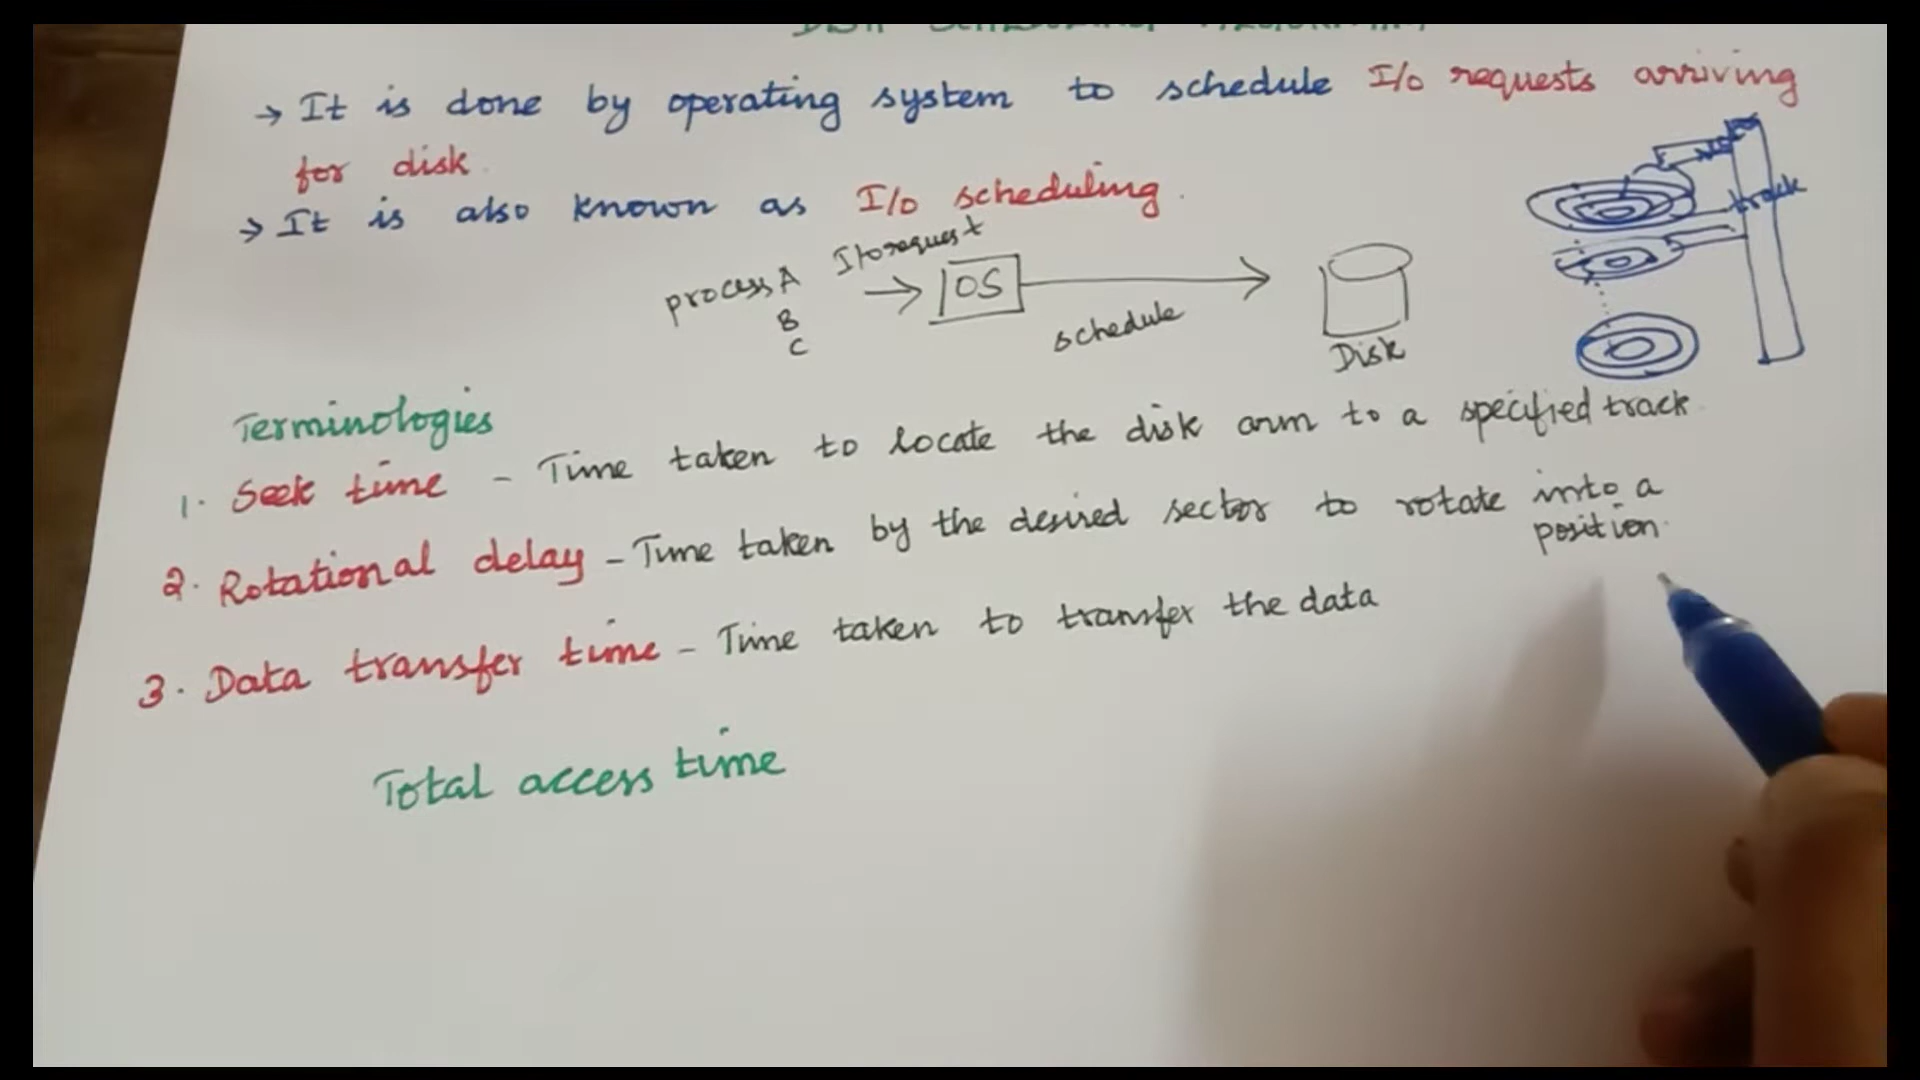 DISK SCHEDULING ALGORITHM
→ It is done by operating system to schedule I/o requests arriving
for disk.
→ It is also known as I/o scheduling.
process A
B
C
I/o request
→ OS
schedule
Disk
track
Terminologies
1. Seek time - Time taken to locate the disk arm to a specified track
2. Rotational delay - Time taken by the desired sector to rotate into a
position.
3. Data transfer time - Time taken to transfer the data
Total access time